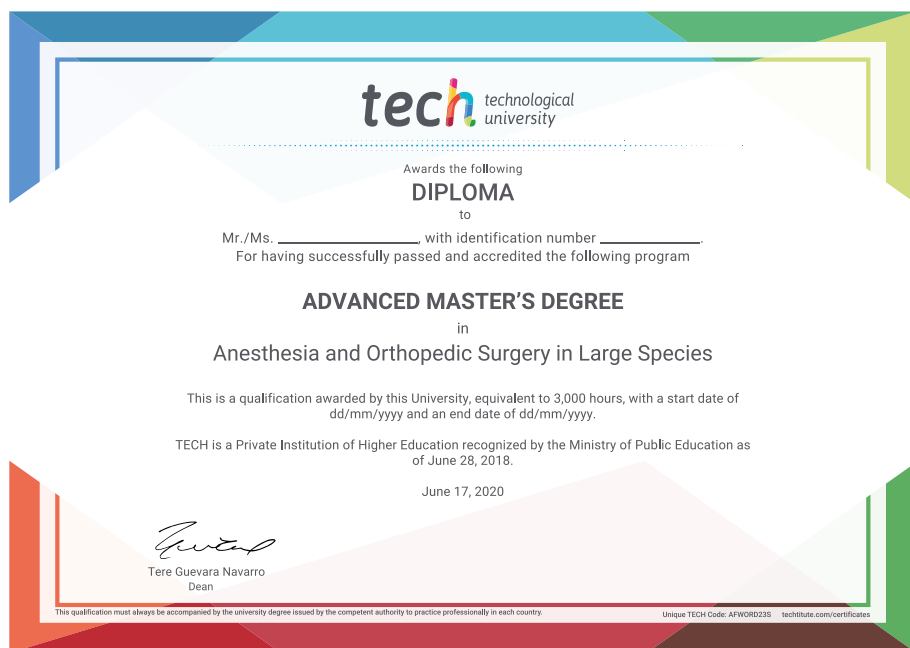 tech technological
university
Awards the following
DIPLOMA
to
Mr./Ms. ____________________, with identification number ______________.
For having successfully passed and accredited the following program
ADVANCED MASTER'S DEGREE
in
Anesthesia and Orthopedic Surgery in Large Species
This is a qualification awarded by this University, equivalent to 3,000 hours, with a start date of
dd/mm/yyyy and an end date of dd/mm/yyyy.
TECH is a Private Institution of Higher Education recognized by the Ministry of Public Education as
of June 28, 2018.
June 17, 2020
Tere Guevara Navarro
Dean
This qualification must always be accompanied by the university degree issued by the competent authority to practice professionally in each country.
Unique TECH Code: AFWORD23S techtitute.com/certificates